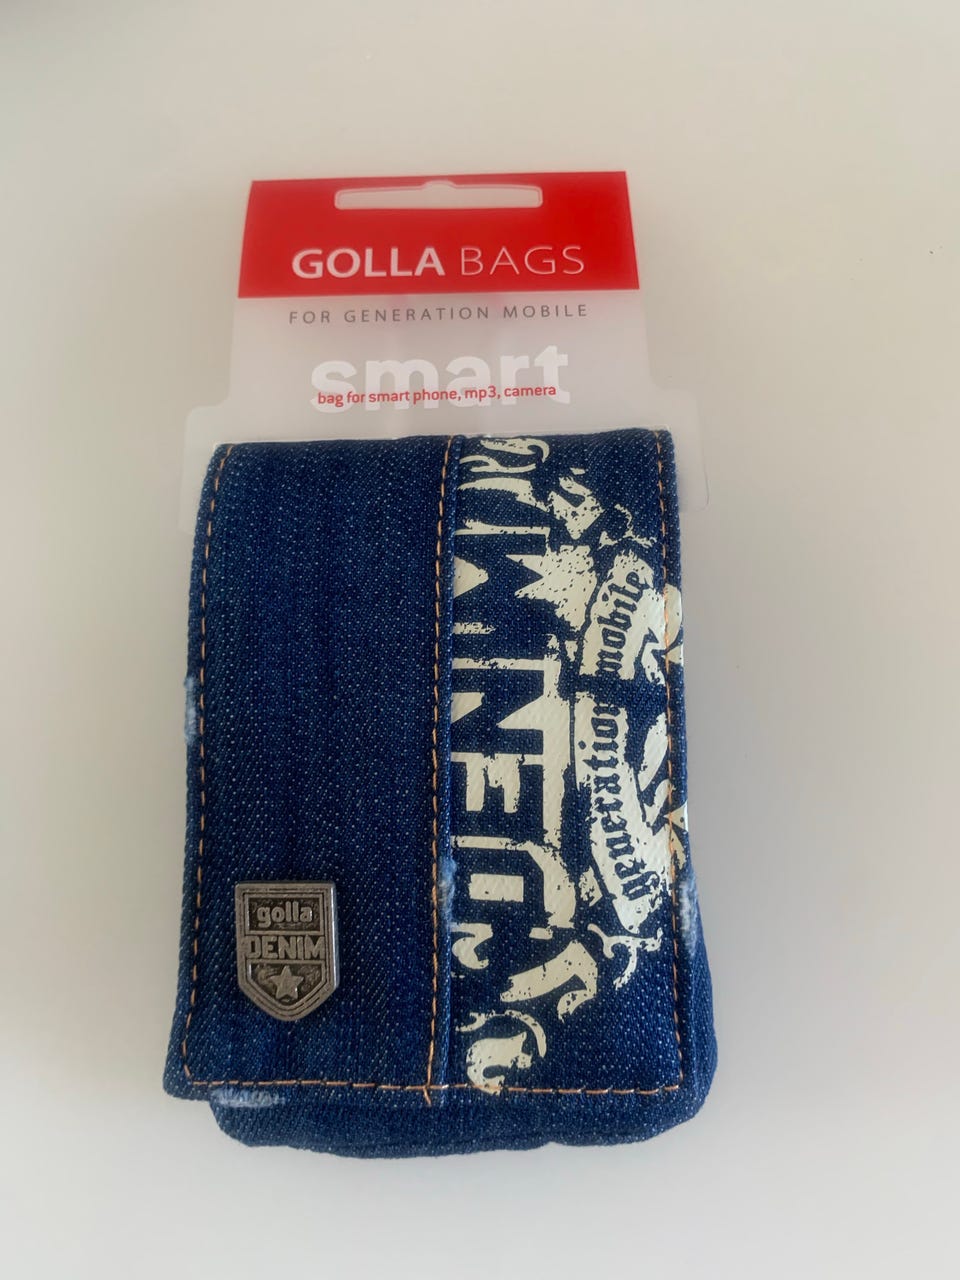 GOLLA BAGS
FOR GENERATION MOBILE
smart
bag for smart phone, mp3, camera
generation mobile
golla
DENIM